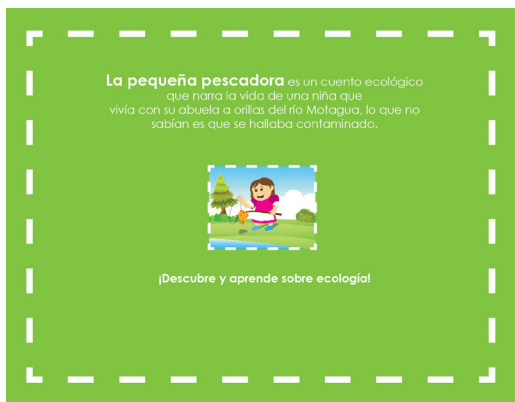 La pequeña pescadora es un cuento ecológico
que narra la vida de una niña que
vivía con su abuela a orillas del río Motagua, lo que no
sabían es que se hallaba contaminado.
¡Descubre y aprende sobre ecología!